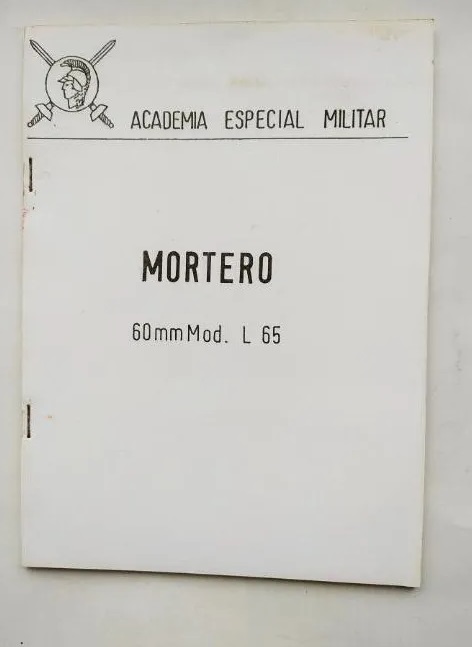 ACADEMIA ESPECIAL MILITAR
MORTERO
60mm Mod. L 65